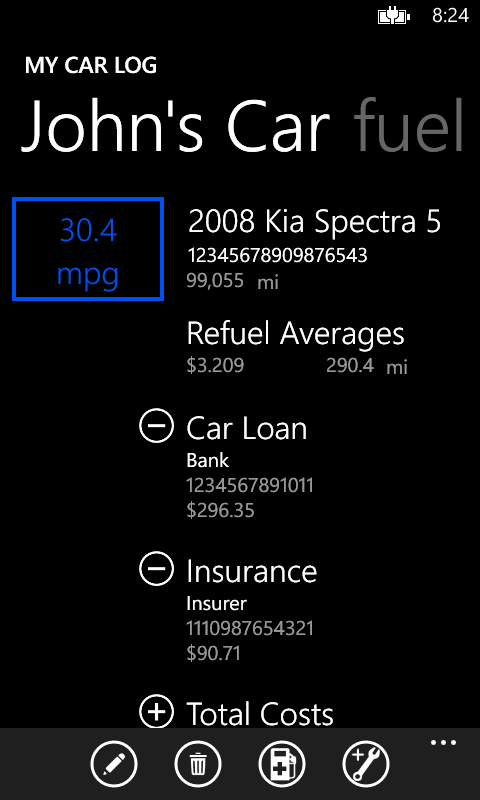 8:24
MY CAR LOG
John's Car fuel
30.4
mpg
2008 Kia Spectra 5
12345678909876543
99,055 mi
Refuel Averages
$3.209 290.4 mi
Car Loan
Bank
1234567891011
$296.35
Insurance
Insurer
1110987654321
$90.71
Total Costs